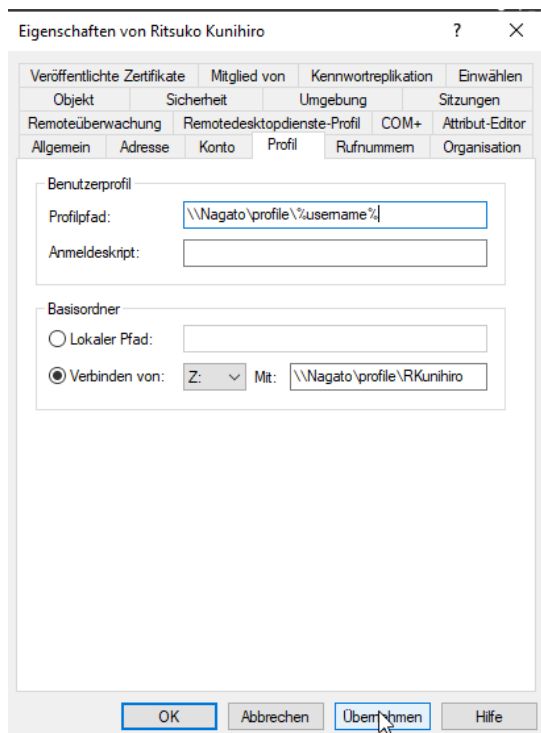 Eigenschaften von Ritsuko Kunihiro ? ×
Veröffentlichte Zertifikate Mitglied von Kennwortreplikation Einwählen
Objekt Sicherheit Umgebung Sitzungen
Remoteüberwachung Remotedesktopdienste-Profil COM+ Attribut-Editor
Allgemein Adresse Konto Profil Rufnummern Organisation
Benutzerprofil
Profilpfad: \\Nagato\profile\%username%
Anmeldeskript:
Basisordner
Lokaler Pfad:
Verbinden von: Z: Mit: \\Nagato\profile\RKunihiro
OK Abbrechen Übernehmen Hilfe